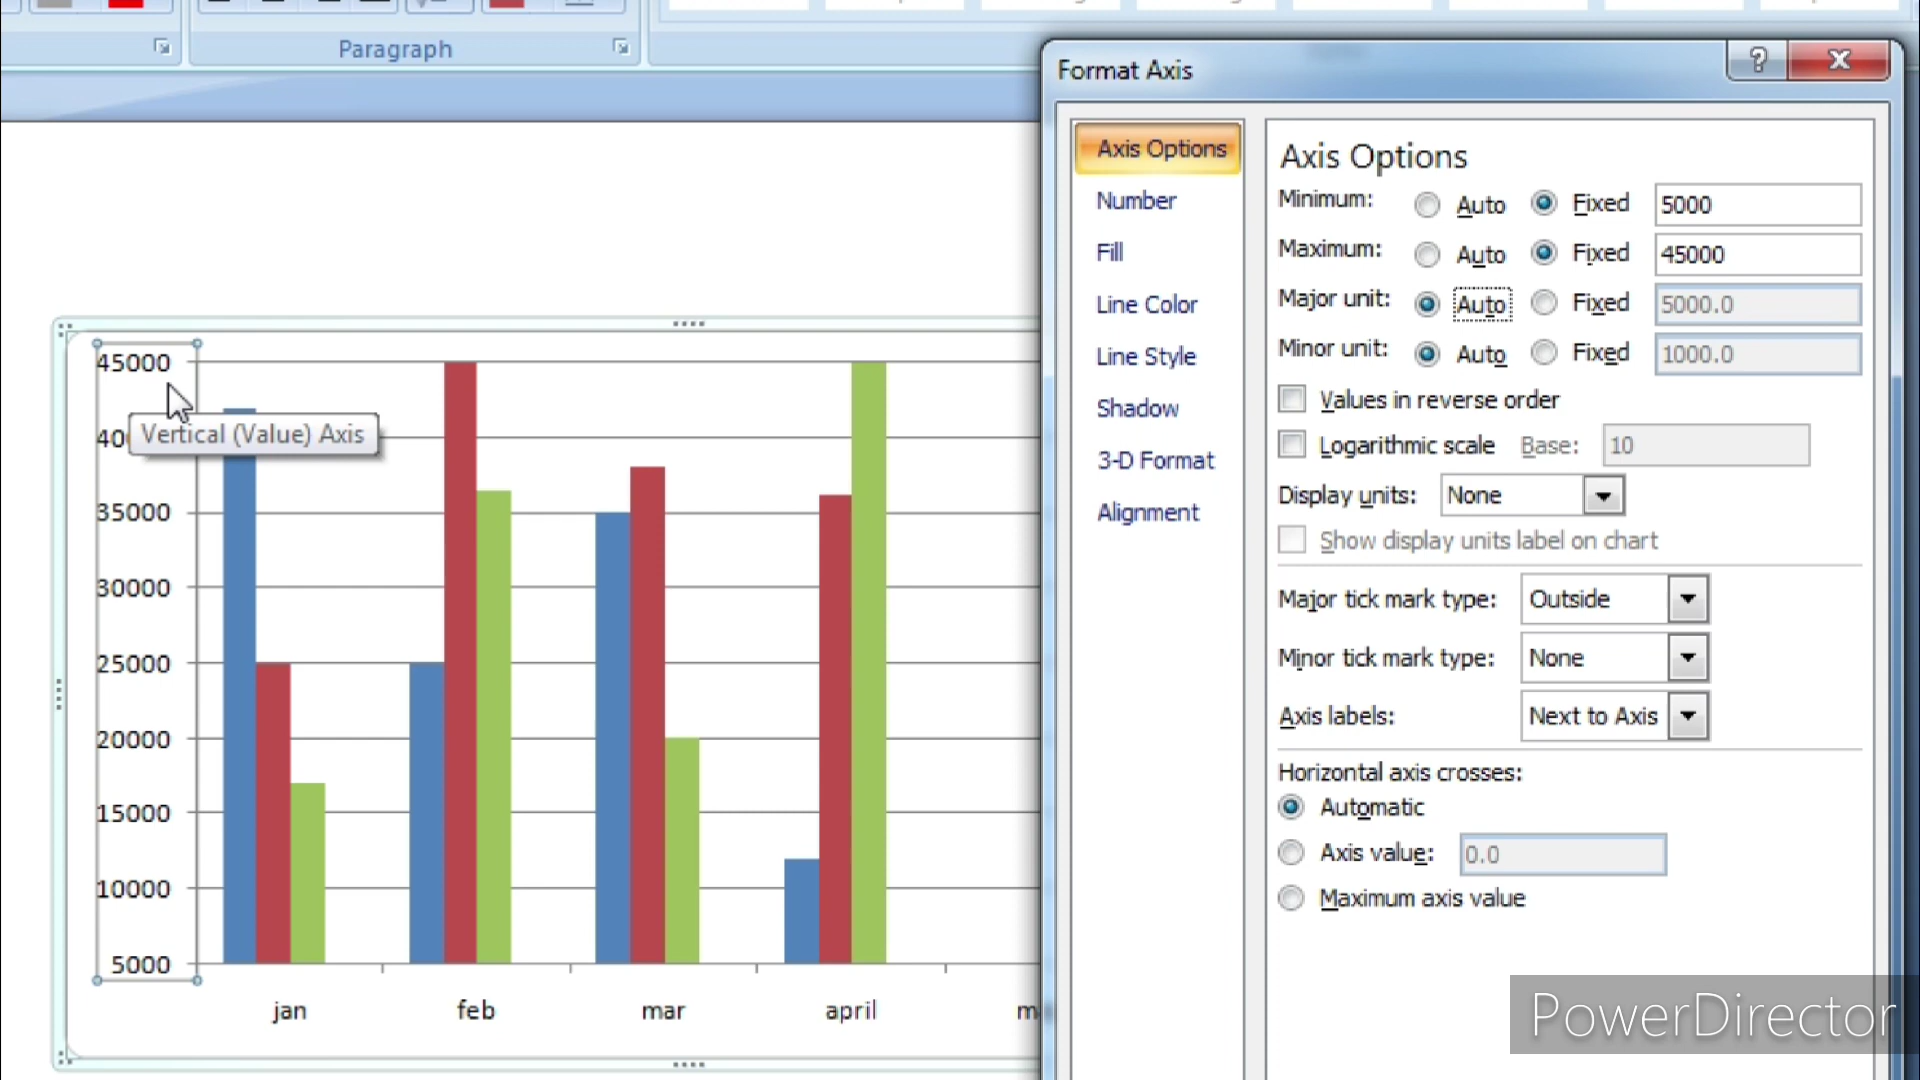 Paragraph
Format Axis
?
Axis Options
Number
Fill
Line Color
Line Style
Shadow
3-D Format
Alignment
Axis Options
Minimum: Auto Fixed 5000
Maximum: Auto Fixed 45000
Major unit: Auto Fixed 5000.0
Minor unit: Auto Fixed 1000.0
Values in reverse order
Logarithmic scale Base: 10
Display units: None
Show display units label on chart
Major tick mark type: Outside
Minor tick mark type: None
Axis labels: Next to Axis
Horizontal axis crosses:
Automatic
Axis value: 0.0
Maximum axis value
45000
Vertical (Value) Axis
35000
30000
25000
20000
15000
10000
5000
jan feb mar april
PowerDirector